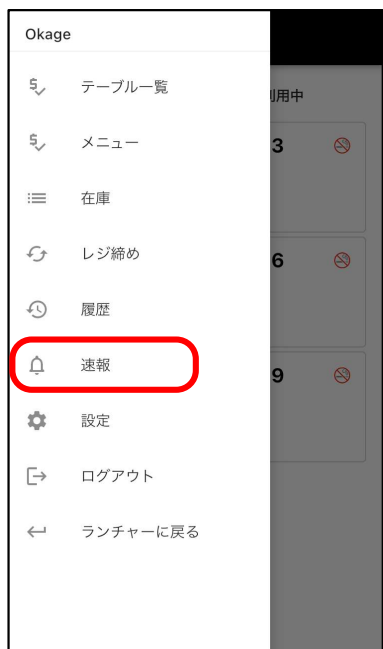 Okage
テーブル一覧
利用中
メニュー
3
在庫
レジ締め
6
履歴
速報
9
設定
ログアウト
ランチャーに戻る